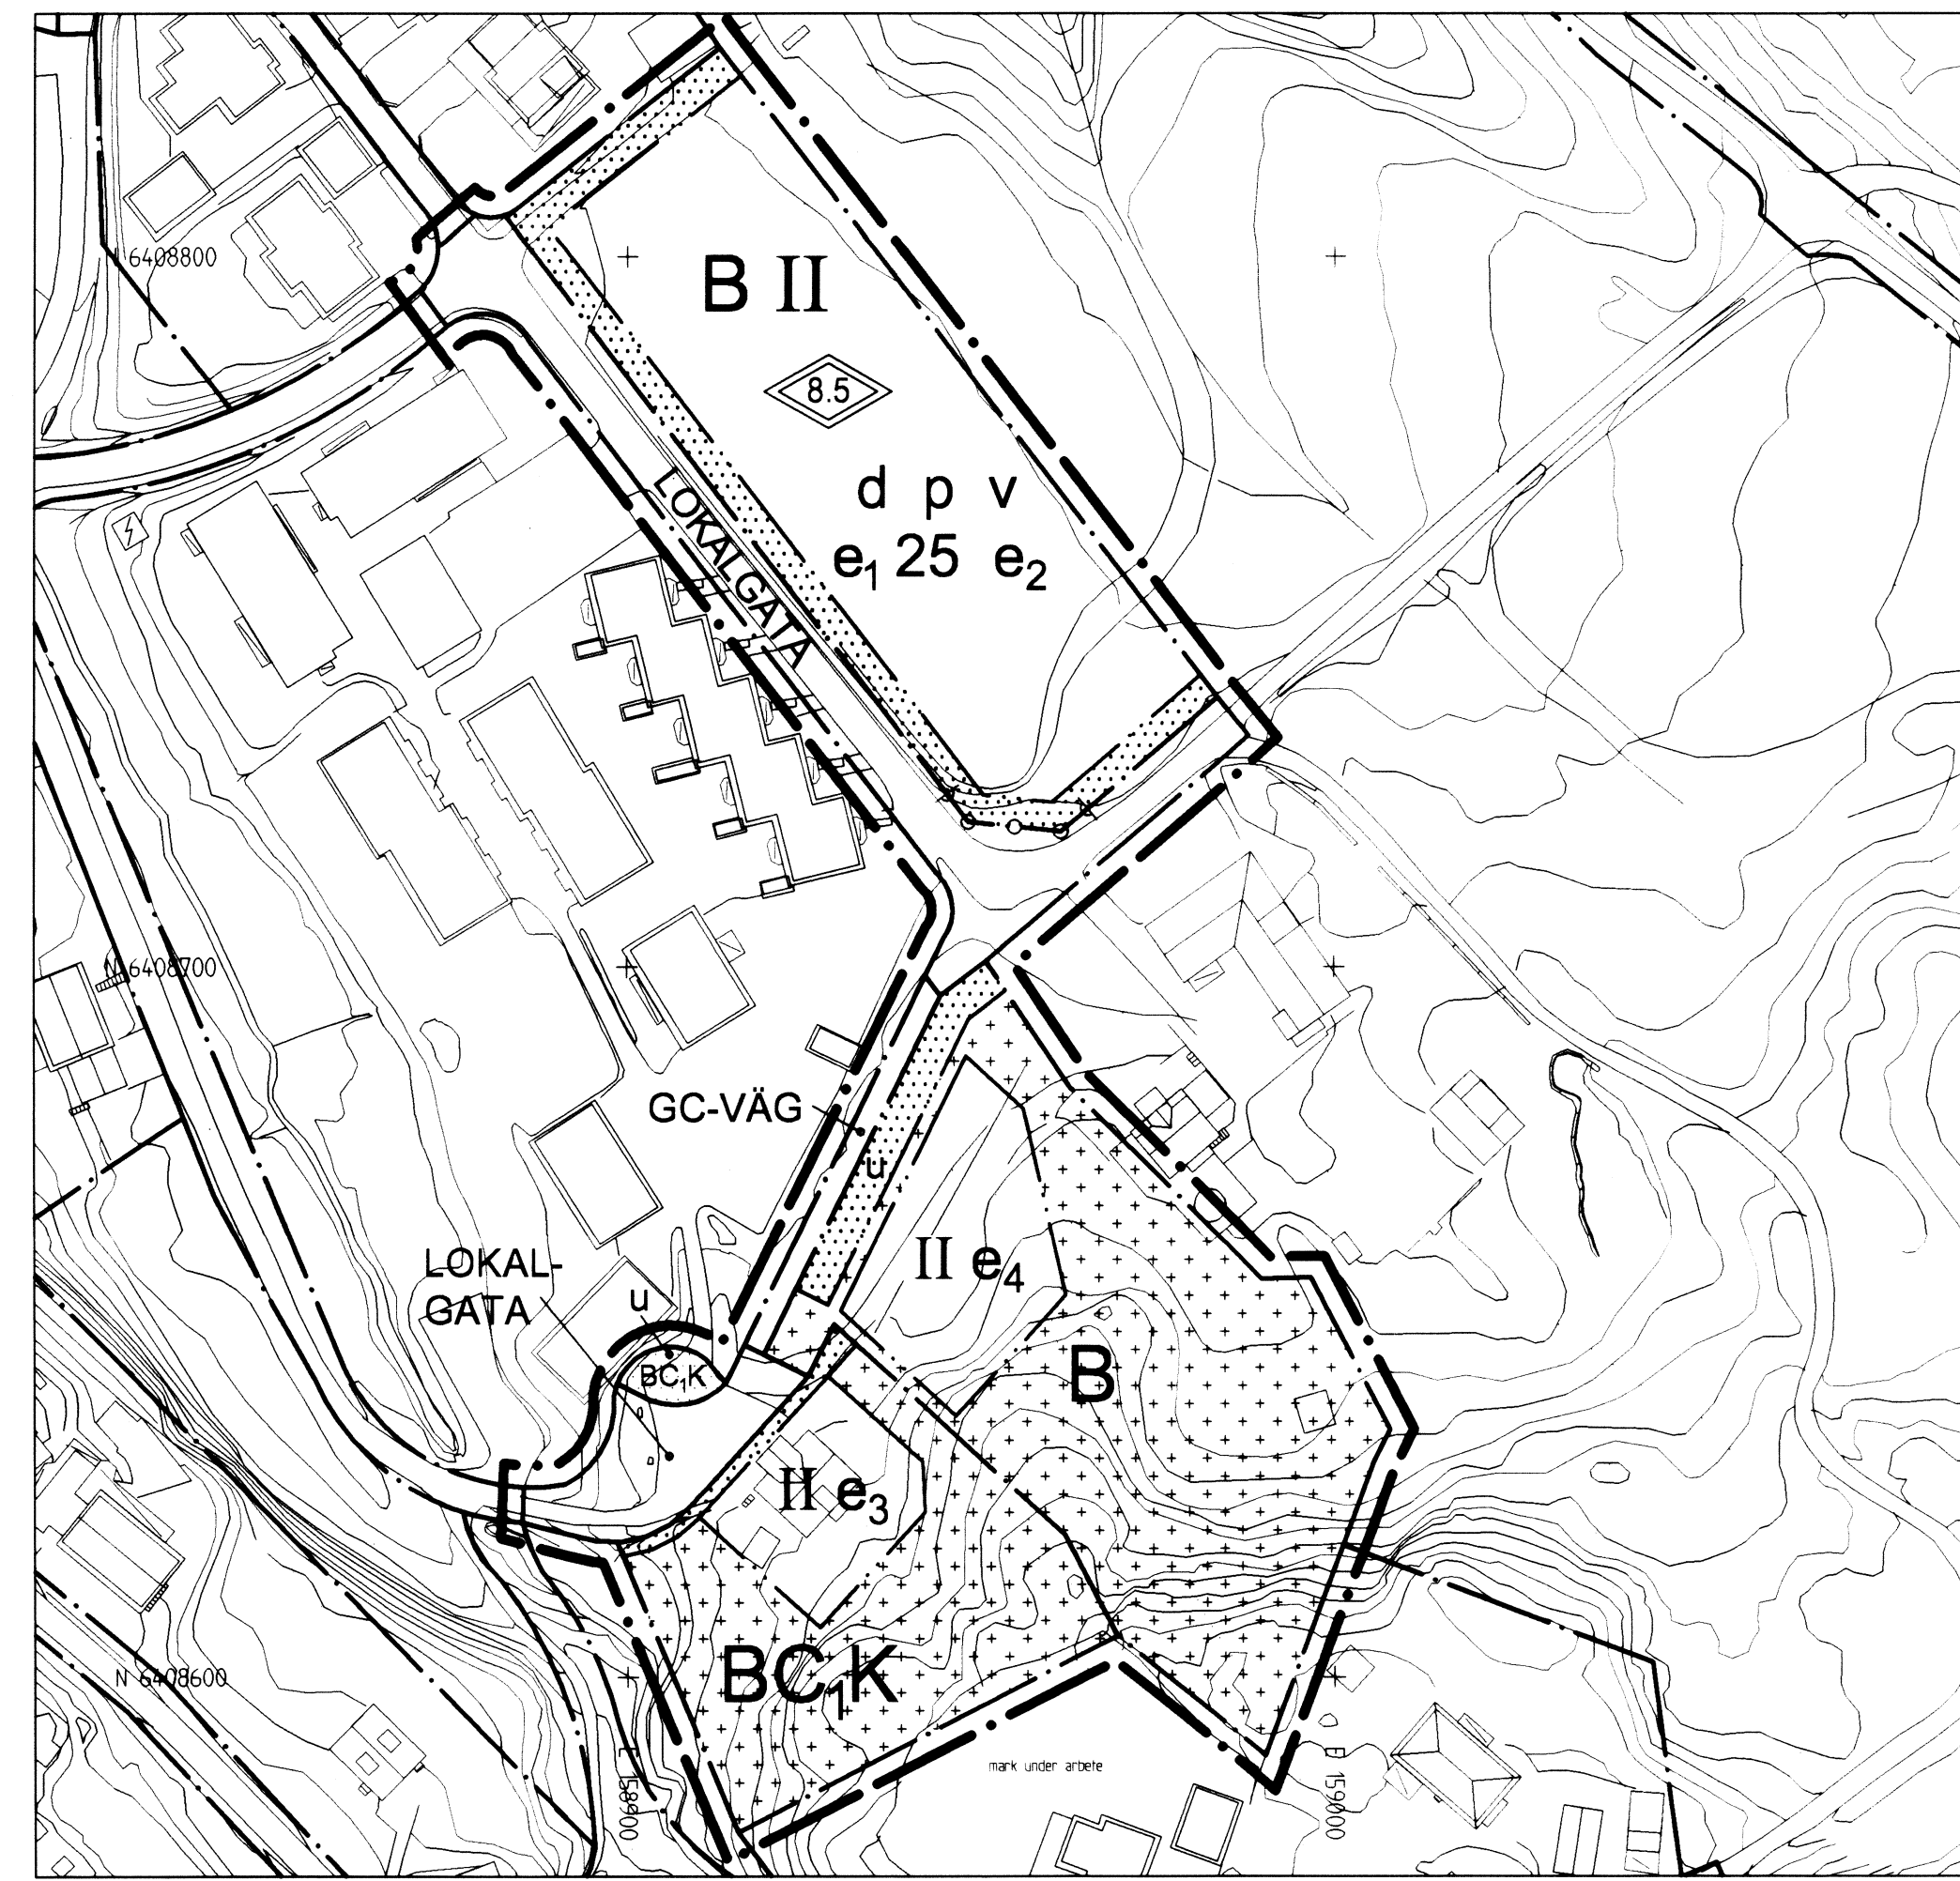 N 6408800
B II
8.5
d p v
e₁ 25 e₂
LOKALGATA
N 6408700
GC-VÄG
u
LOKAL-
GATA
u
II e₄
BC₁K
B
II e₃
N 6408600
BC₁K
mark under arbete
E 158900
E 159000